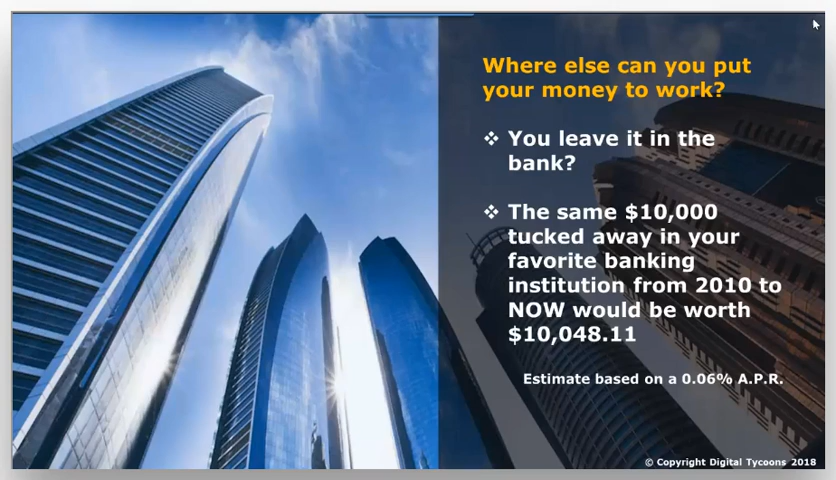 Where else can you put
your money to work?
❖ You leave it in the
bank?
❖ The same $10,000
tucked away in your
favorite banking
institution from 2010 to
NOW would be worth
$10,048.11
Estimate based on a 0.06% A.P.R.
© Copyright Digital Tycoons 2018